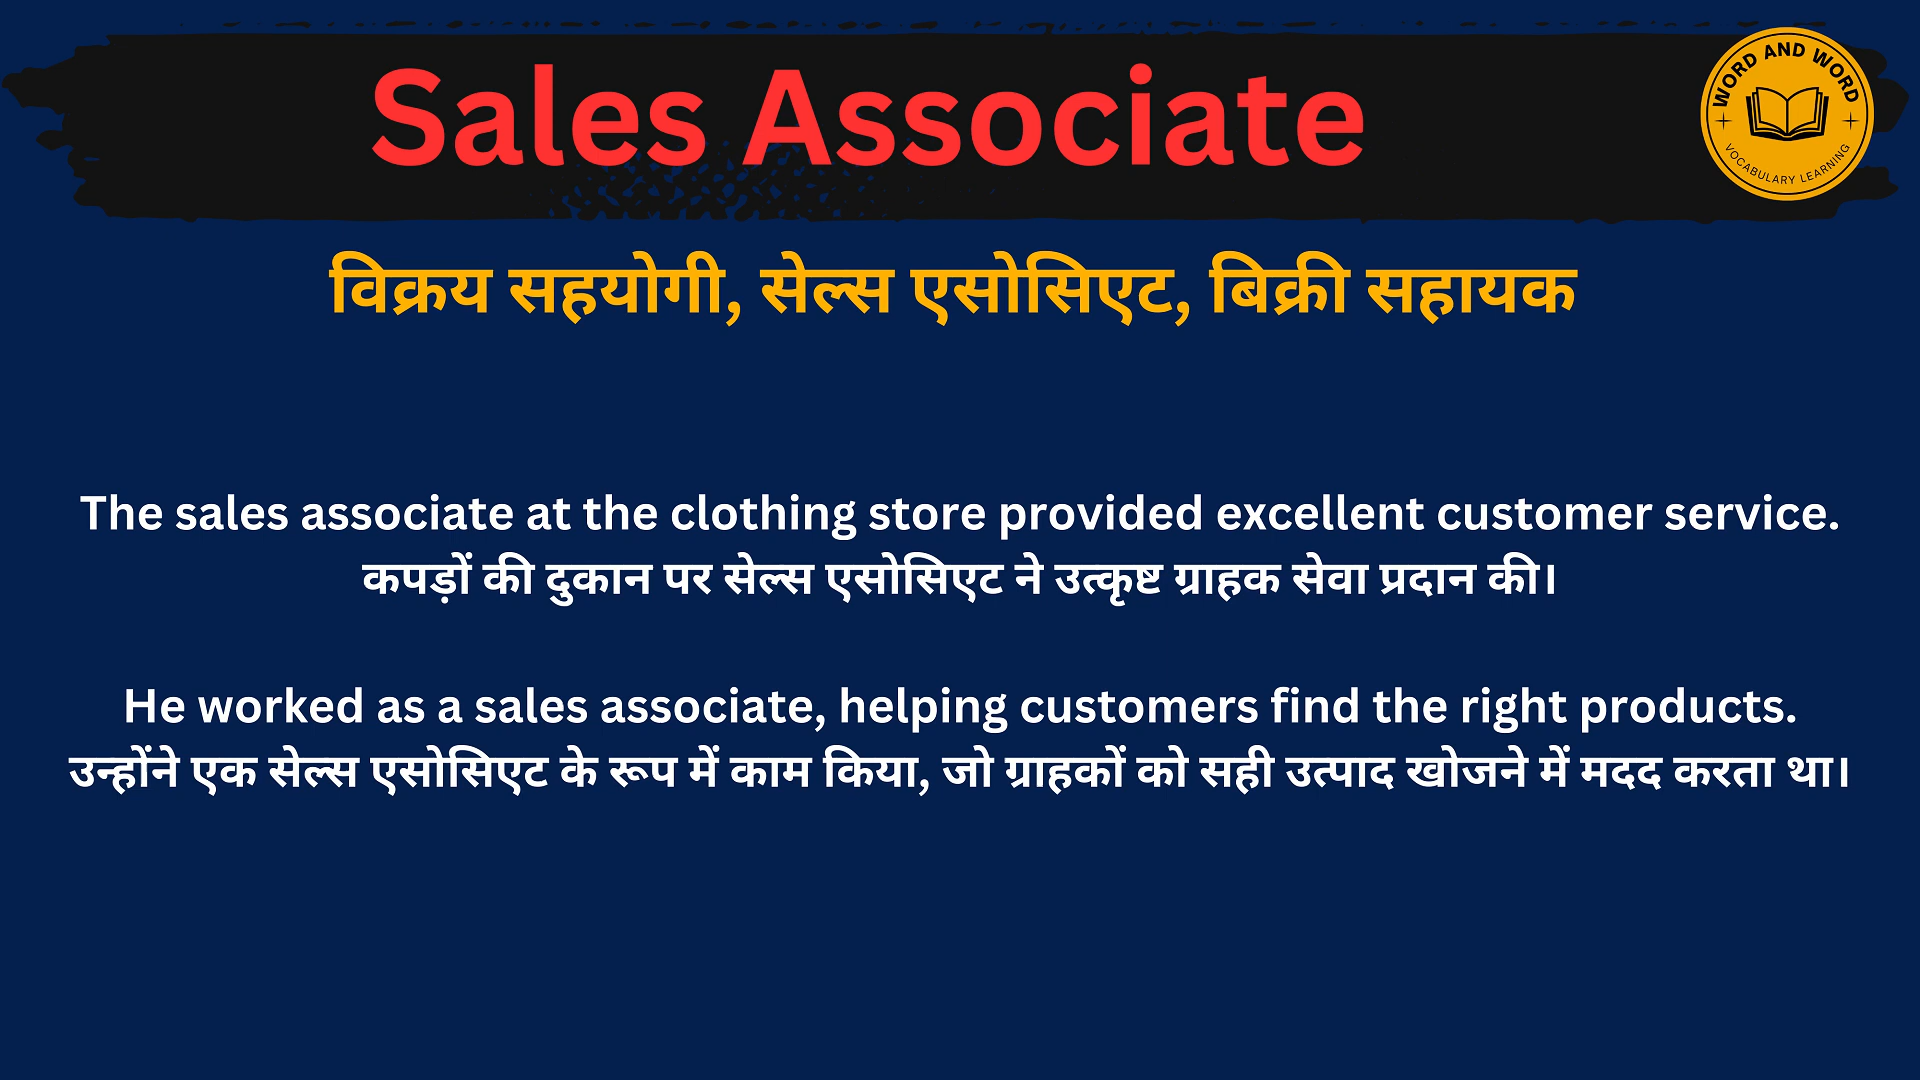 Sales Associate
WORD AND WORD
VOCABULARY LEARNING
विक्रय सहयोगी, सेल्स एसोसिएट, बिक्री सहायक
The sales associate at the clothing store provided excellent customer service.
कपड़ों की दुकान पर सेल्स एसोसिएट ने उत्कृष्ट ग्राहक सेवा प्रदान की।
He worked as a sales associate, helping customers find the right products.
उन्होंने एक सेल्स एसोसिएट के रूप में काम किया, जो ग्राहकों को सही उत्पाद खोजने में मदद करता था।